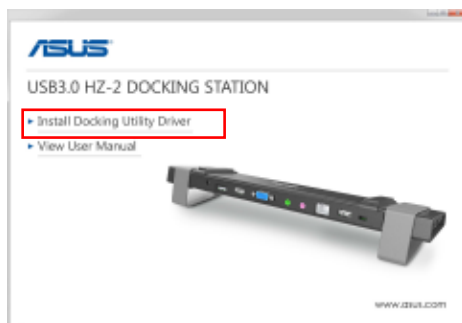 ASUS
USB3.0 HZ-2 DOCKING STATION
Install Docking Utility Driver
View User Manual
www.asus.com